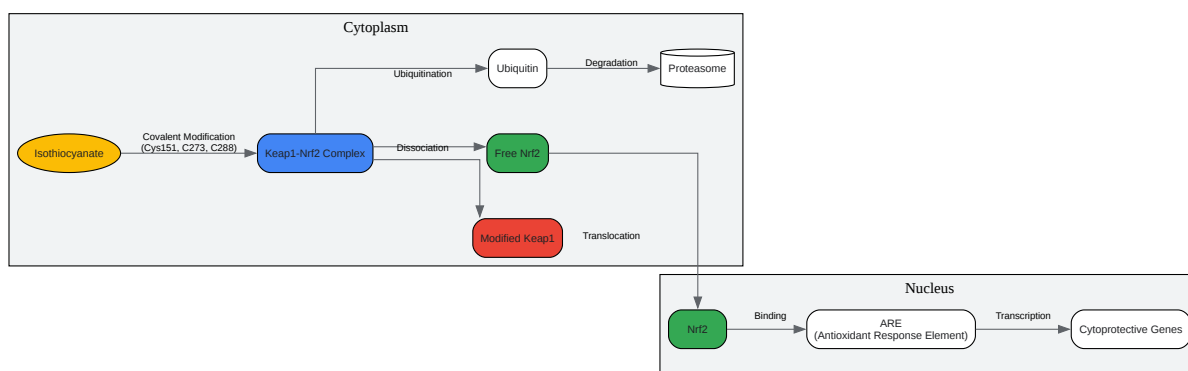 Cytoplasm
Ubiquitination
Ubiquitin
Degradation
Proteasome
Isothiocyanate
Covalent Modification
(Cys151, C273, C288)
Keap1-Nrf2 Complex
Dissociation
Free Nrf2
Modified Keap1
Translocation
Nucleus
Nrf2
Binding
ARE
(Antioxidant Response Element)
Transcription
Cytoprotective Genes